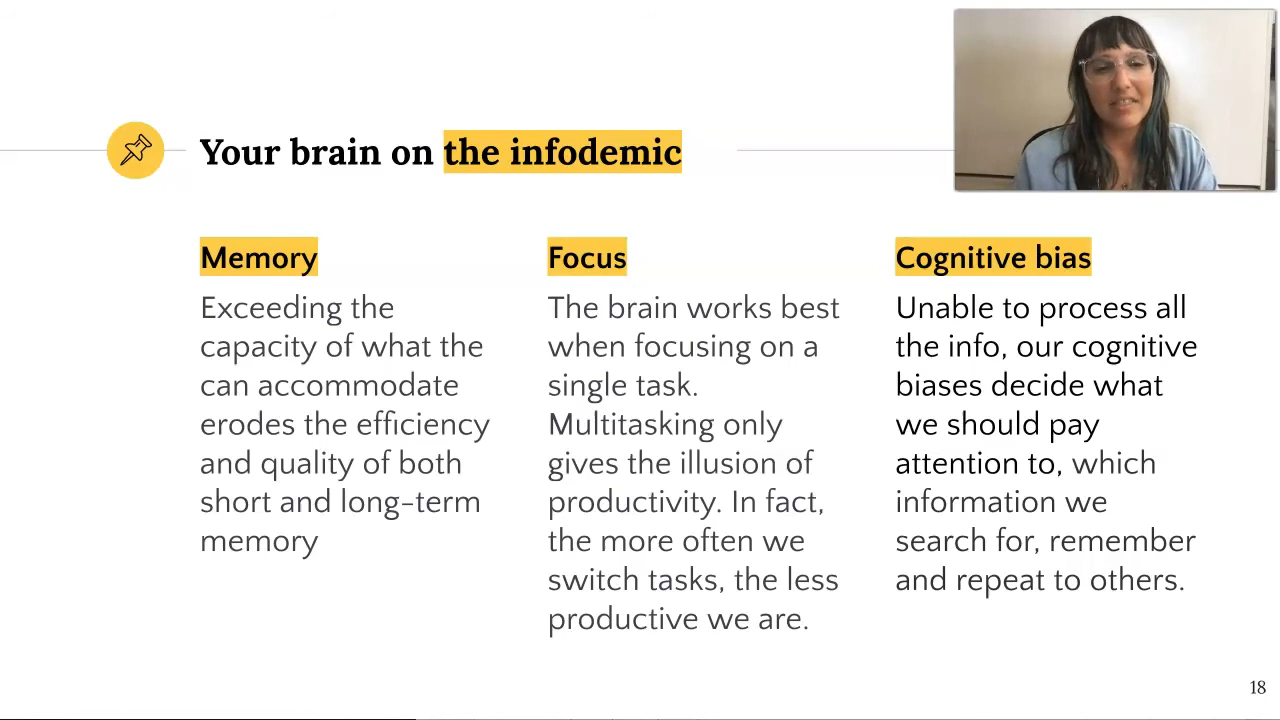 Your brain on the infodemic
Memory
Exceeding the
capacity of what the
can accommodate
erodes the efficiency
and quality of both
short and long-term
memory
Focus
The brain works best
when focusing on a
single task.
Multitasking only
gives the illusion of
productivity. In fact,
the more often we
switch tasks, the less
productive we are.
Cognitive bias
Unable to process all
the info, our cognitive
biases decide what
we should pay
attention to, which
information we
search for, remember
and repeat to others.
18